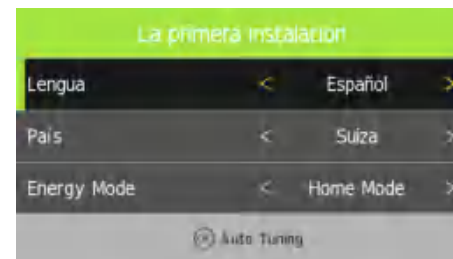 La primera instalación
Lengua < Español >
País < Suiza >
Energy Mode < Home Mode >
Auto Tuning